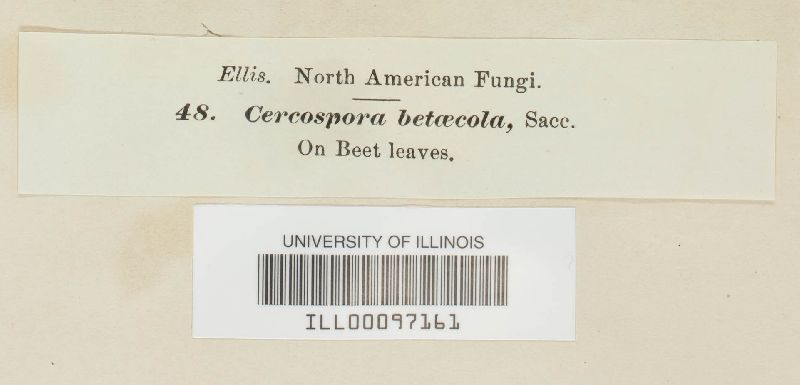 Ellis. North American Fungi.
48. Cercospora betæcola, Sacc.
On Beet leaves.
UNIVERSITY OF ILLINOIS
ILL00097161